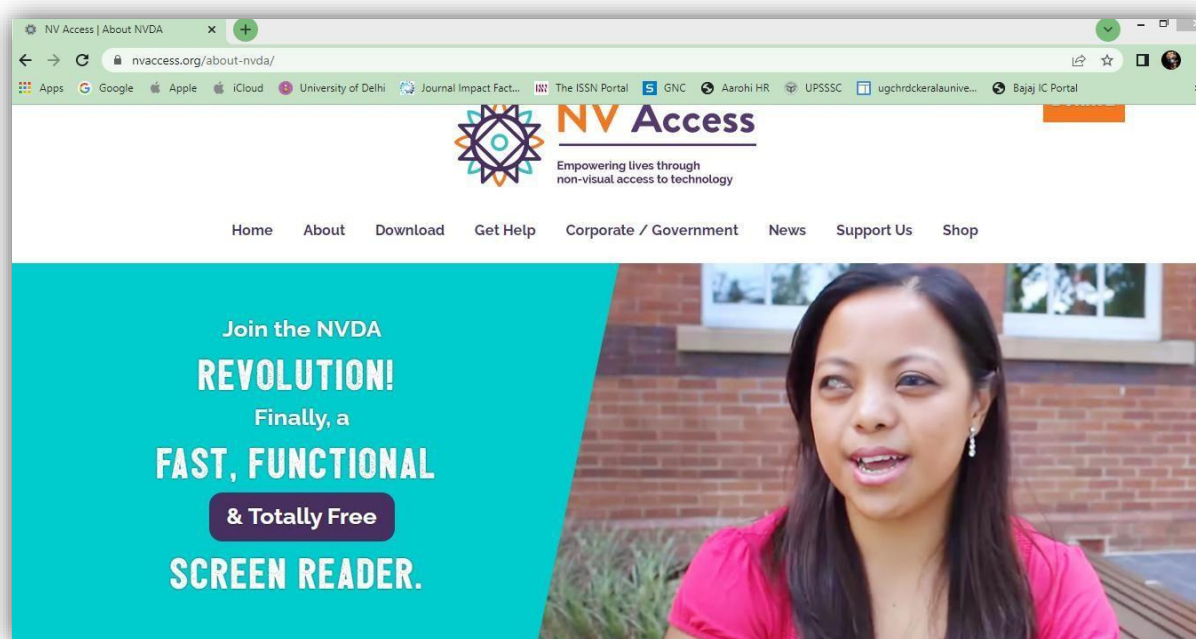 NV Access | About NVDA
nvaccess.org/about-nvda/
Apps Google Apple iCloud University of Delhi Journal Impact Fact... The ISSN Portal GNC Aarohi HR UPSSSC ugchrdckeralaunive... Bajaj IC Portal
NV Access
Empowering lives through
non-visual access to technology
Home About Download Get Help Corporate / Government News Support Us Shop
Join the NVDA
REVOLUTION!
Finally, a
FAST, FUNCTIONAL
& Totally Free
SCREEN READER.